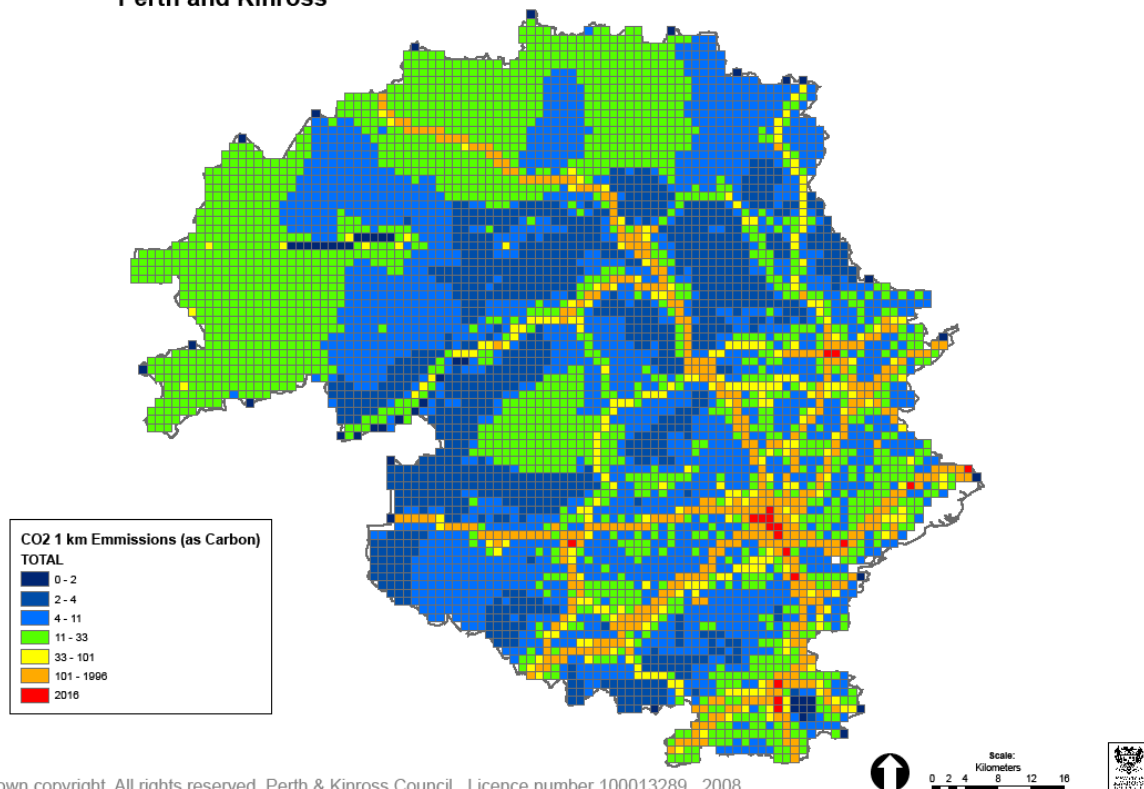 Perth and Kinross
CO2 1 km Emmissions (as Carbon)
TOTAL
0 - 2
2 - 4
4 - 11
11 - 33
33 - 101
101 - 1996
2016
own copyright. All rights reserved. Perth & Kinross Council. Licence number 100013289. 2008
Scale:
Kilometers
0 2 4 8 12 16